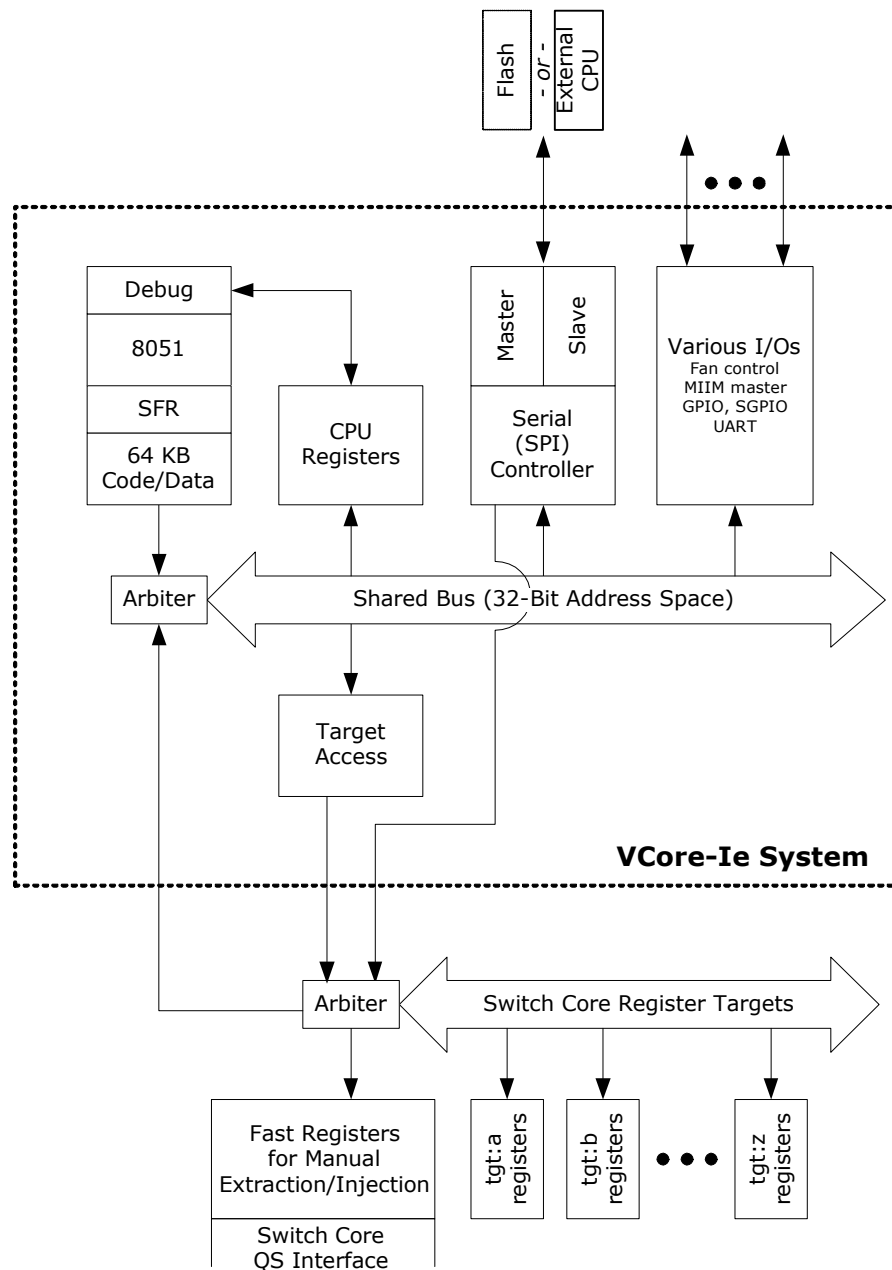 Flash
- or -
External
CPU
Debug
8051
SFR
64 KB
Code/Data
CPU
Registers
Master
Slave
Serial
(SPI)
Controller
Various I/Os
Fan control
MIIM master
GPIO, SGPIO
UART
Arbiter
Shared Bus (32-Bit Address Space)
Target
Access
VCore-Ie System
Arbiter
Switch Core Register Targets
Fast Registers
for Manual
Extraction/Injection
Switch Core
QS Interface
tgt:a
registers
tgt:b
registers
tgt:z
registers